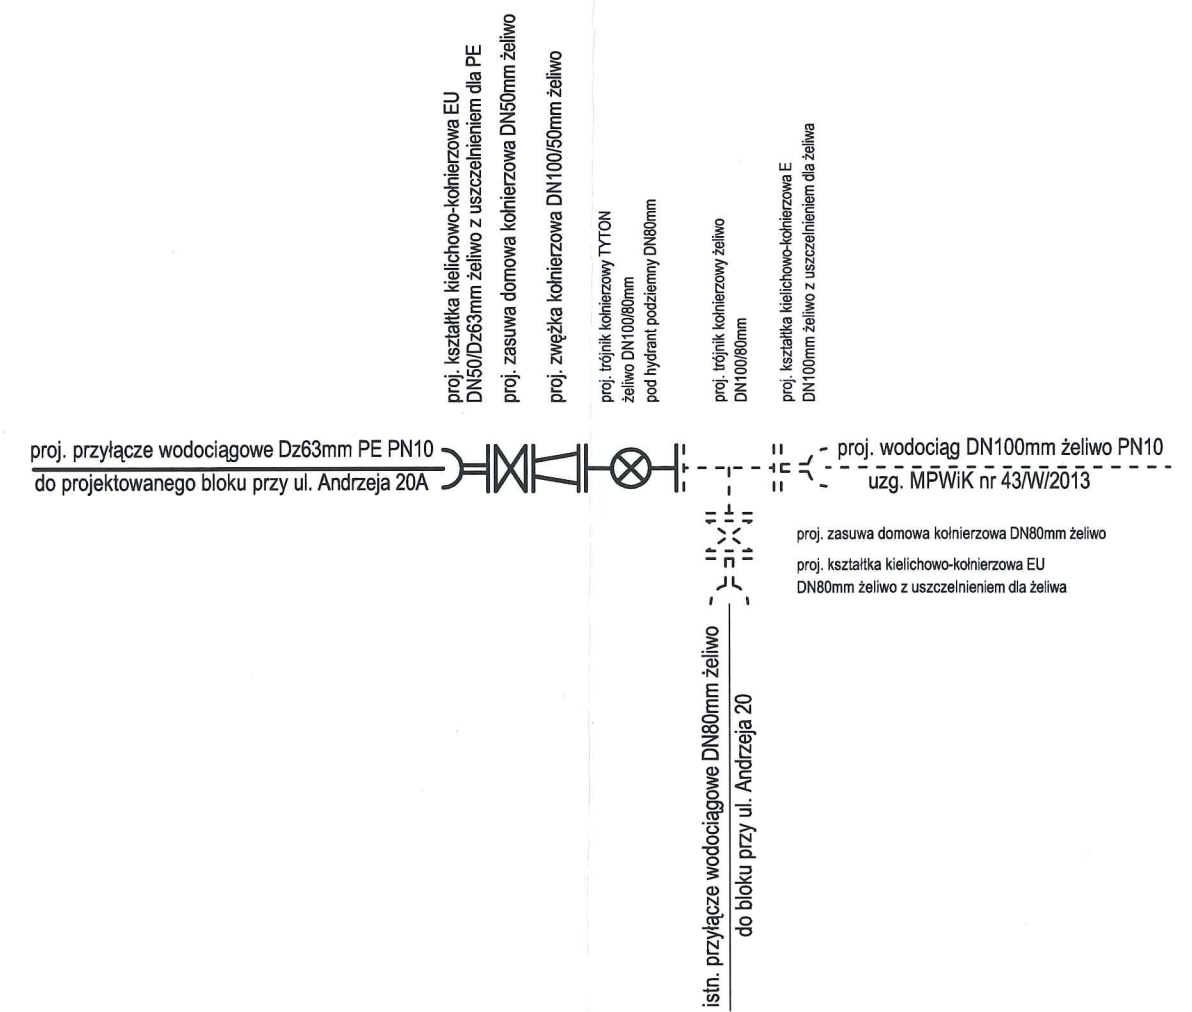 proj. kształtka kielichowo-kołnierzowa EU
DN50/Dz63mm żeliwo z uszczelnieniem dla PE
proj. zasuwa domowa kołnierzowa DN50mm żeliwo
proj. zwężka kołnierzowa DN100/50mm żeliwo
proj. trójnik kołnierzowy TYTON
żeliwo DN100/80mm
pod hydrant podziemny DN80mm
proj. trójnik kołnierzowy żeliwo
DN100/80mm
proj. kształtka kielichowo-kołnierzowa E
DN100mm żeliwo z uszczelnieniem dla żeliwa
proj. przyłącze wodociągowe Dz63mm PE PN10
do projektowanego bloku przy ul. Andrzeja 20A
proj. wodociąg DN100mm żeliwo PN10
uzg. MPWiK nr 43/W/2013
proj. zasuwa domowa kołnierzowa DN80mm żeliwo
proj. kształtka kielichowo-kołnierzowa EU
DN80mm żeliwo z uszczelnieniem dla żeliwa
istn. przyłącze wodociągowe DN80mm żeliwo
do bloku przy ul. Andrzeja 20